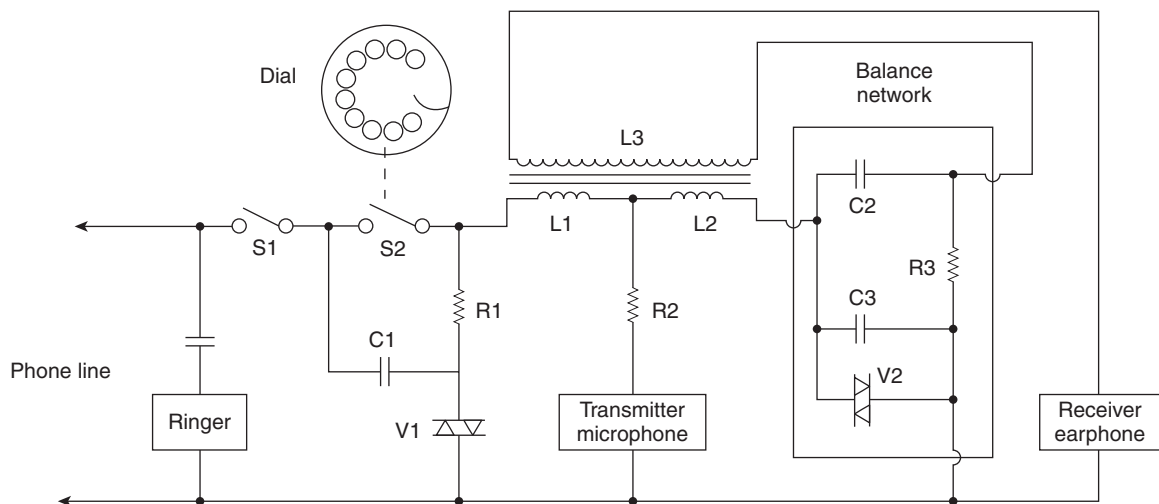 Dial
Balance
network
L3
C2
S1
S2
L1
L2
R3
R1
R2
C3
C1
Phone line
V2
Ringer
V1
Transmitter
microphone
Receiver
earphone